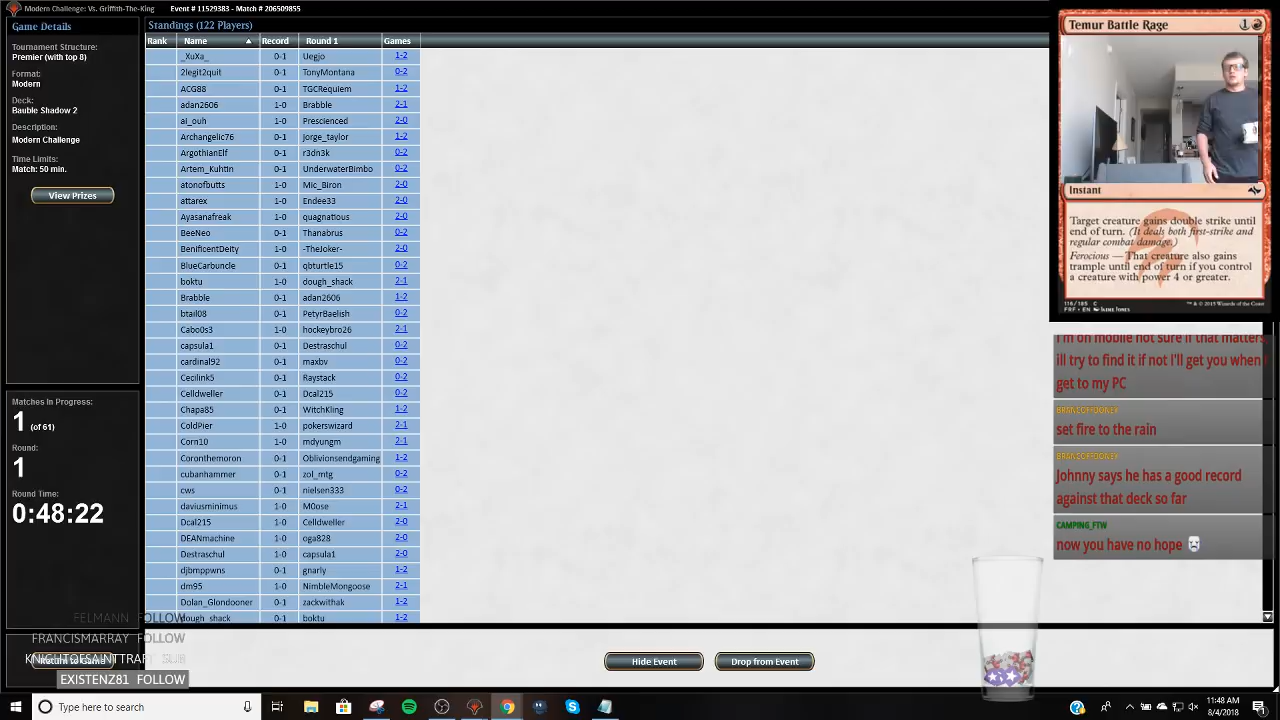 Modern Challenge: Vs. Griffith-The-King
Event # 11529383 - Match # 206509855
Game Details
Tournament Structure:
Premier (with top 8)
Format:
Modern
Deck:
Bauble Shadow 2
Description:
Modern Challenge
Time Limits:
Match: 50 min.
View Prizes
Matches In Progress:
1 (of 61)
Round:
1
Round Time:
0:48:22
Standings (122 Players)
Rank Name Record Round 1 Games
_XuXa_ 0-1 Uegjo 1-2
2legit2quit 0-1 TonyMontana 0-2
ACG88 0-1 TGCRequiem 1-2
adan2606 1-0 Brabble 2-1
al_ouh 1-0 Prescienced 2-0
Archangelic76 0-1 jorge_taylor 1-2
ArgothianElf 0-1 r3dn3k 0-2
Artem_Kuhtin 0-1 UnderwaterBimbo 0-2
atonofbutts 1-0 Mic_Biron 2-0
attarex 1-0 Endee33 2-0
Ayasanafreak 1-0 quagnatious 2-0
BeeNeo 0-1 Thanabrus 0-2
BenificentDeity 1-0 -TheJoker- 2-0
BlueCarbuncle 0-1 qbturtle15 0-2
boktu 1-0 dough_shack 2-1
Brabble 0-1 adan2606 1-2
btail08 0-1 PetyrBaelish 0-2
Cabo0s3 1-0 hockeybro26 2-1
capsula1 0-1 Destraschul 0-2
cardinal92 0-1 maxbv 0-2
Cecilink5 0-1 Raystack 0-2
Celldweller 0-1 Dcal215 0-2
Chapa85 0-1 WitchKling 1-2
ColdPier 1-0 pokerswizard 2-1
Corn10 1-0 mdyungm 2-1
Coronthemoron 0-1 Oblivionsendgaming 1-2
cubanhammer 0-1 zol_mtg 0-2
cws 0-1 nielsen333 0-2
daviusminimus 1-0 M0ose 2-1
Dcal215 1-0 Celldweller 2-0
DEANmachine 1-0 oga828 2-0
Destraschul 1-0 capsula1 2-0
djbmppwns 0-1 gnarly 1-2
dm95 1-0 NimbleMongoose 2-1
Dolan_Glondooner 0-1 zackwithak 1-2
dough_shack 0-1 boktu 1-2
FELMANN FOLLOW
FRANCISMARRAY FOLLOW
KNIGHTOFSAINTTRAFT SUB
EXISTENZ81 FOLLOW
Return to Game
Hide Event
Drop from Event
Temur Battle Rage
Instant
Target creature gains double strike until
end of turn. (It deals both first-strike and
regular combat damage.)
Ferocious — That creature also gains
trample until end of turn if you control
a creature with power 4 or greater.
116/185 C
FRF • EN
™ & © 2015 Wizards of the Coast
I'm on mobile not sure if that matters.
ill try to find it if not I'll get you when I
get to my PC
set fire to the rain
Johnny says he has a good record
against that deck so far
CAMPING_FTW
now you have no hope
Type here to search
11:48 AM
8/4/2018